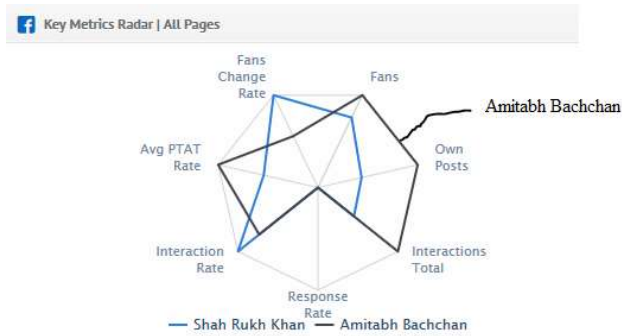 Key Metrics Radar | All Pages
Fans
Change
Rate
Fans
Amitabh Bachchan
Avg PTAT
Rate
Own
Posts
Interaction
Rate
Interactions
Total
Response
Rate
Shah Rukh Khan
Amitabh Bachchan